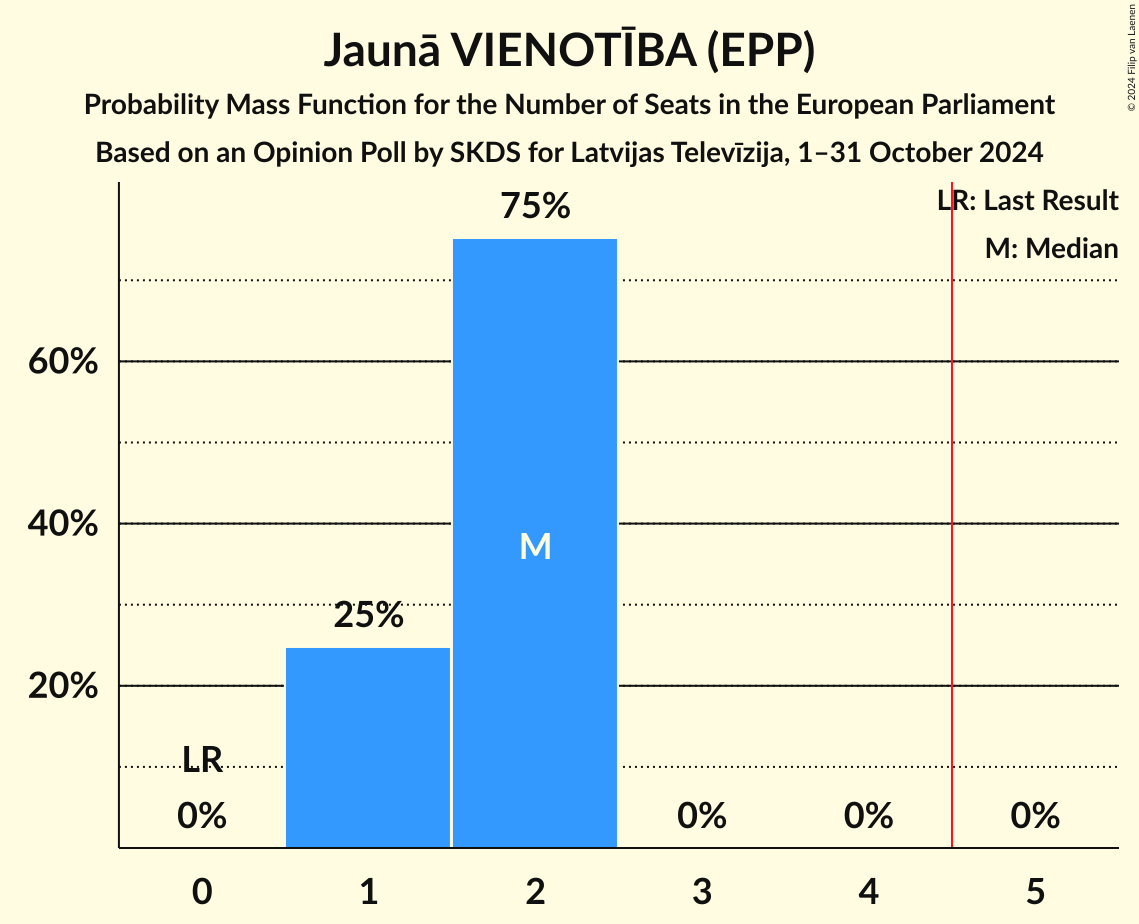 Jaunā VIENOTĪBA (EPP)
Probability Mass Function for the Number of Seats in the European Parliament
Based on an Opinion Poll by SKDS for Latvijas Televīzija, 1–31 October 2024
© 2024 Filip van Laenen
LR: Last Result
M: Median
75%
60%
40%
M
25%
20%
LR
0%
0%
0%
0%
0
1
2
3
4
5